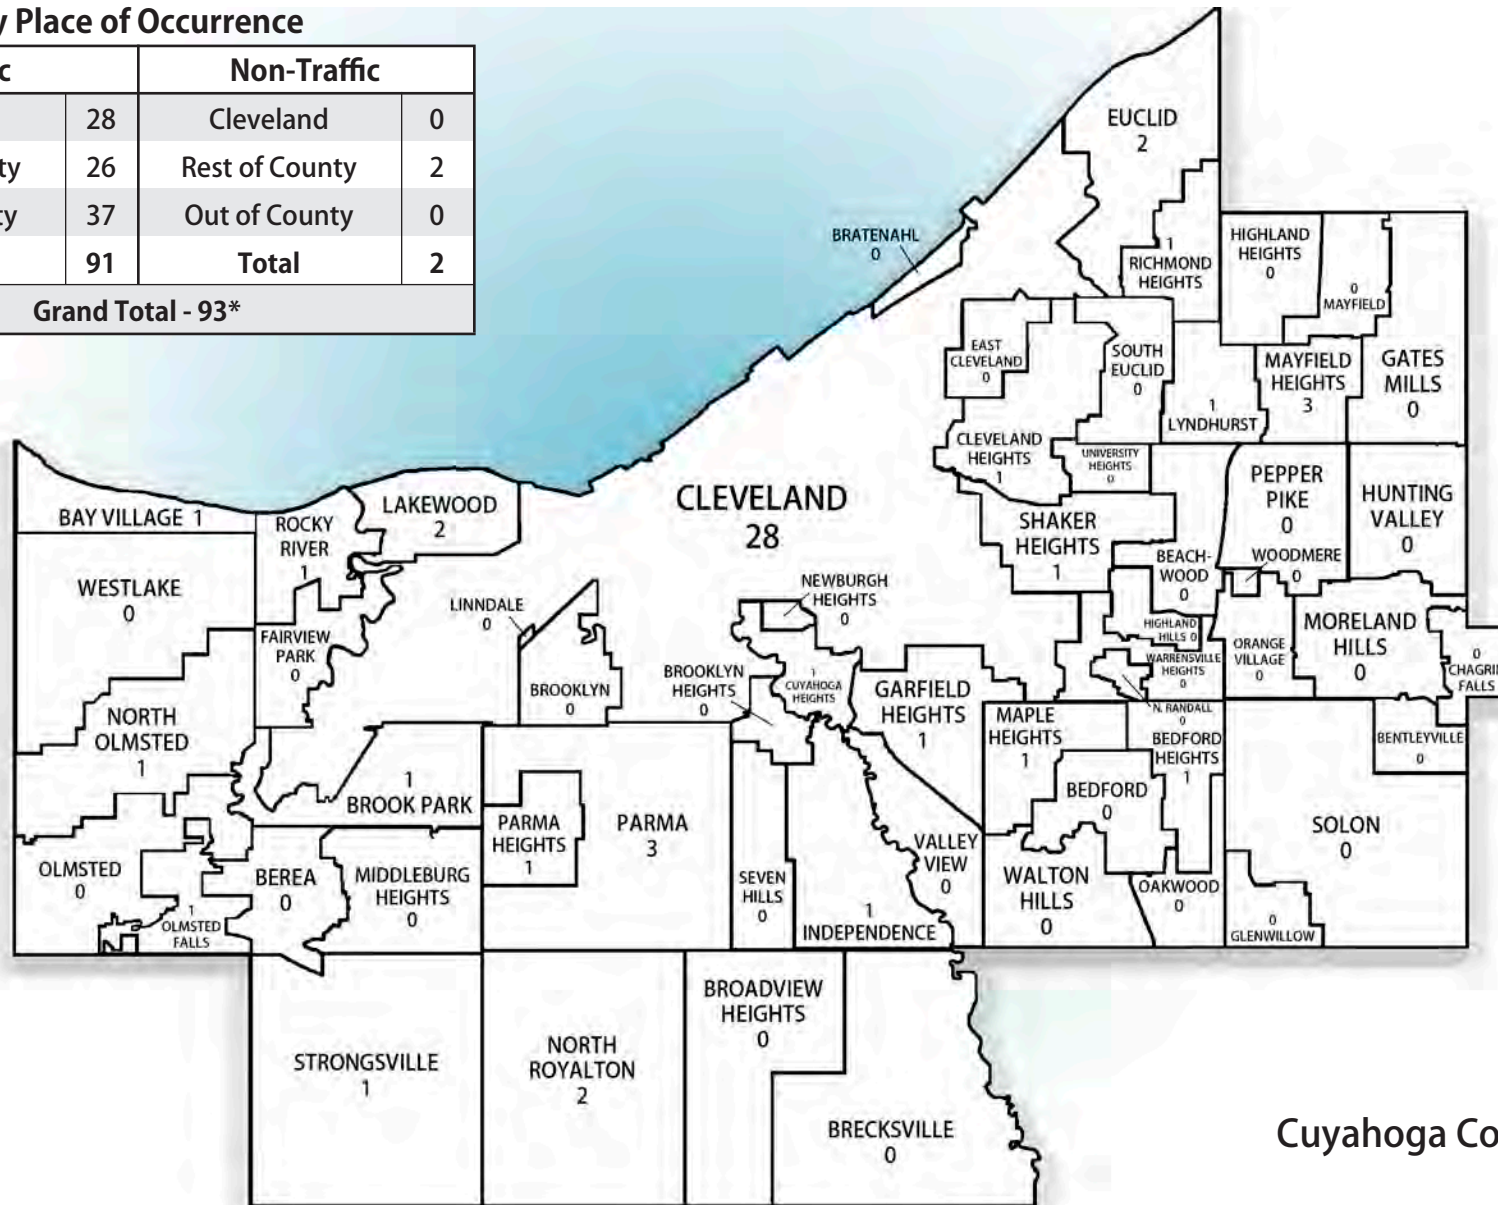 y Place of Occurrence
c Non-Traffic
28 Cleveland 0
ty 26 Rest of County 2
ty 37 Out of County 0
91 Total 2
Grand Total - 93*
EUCLID
2
BRATENAHL
0
1
RICHMOND
HEIGHTS
HIGHLAND
HEIGHTS
0
0
MAYFIELD
EAST
CLEVELAND
0
SOUTH
EUCLID
0
1
LYNDHURST
MAYFIELD
HEIGHTS
3
GATES
MILLS
0
CLEVELAND
HEIGHTS
1
UNIVERSITY
HEIGHTS
0
PEPPER
PIKE
0
HUNTING
VALLEY
0
BAY VILLAGE 1
ROCKY
RIVER
1
LAKEWOOD
2
CLEVELAND
28
SHAKER
HEIGHTS
1
BEACH-
WOOD
0
WOODMERE
0
WESTLAKE
0
LINNDALE
0
NEWBURGH
HEIGHTS
0
HIGHLAND
HILLS 0
ORANGE
VILLAGE
0
MORELAND
HILLS
0
0
CHAGRIN
FALLS
FAIRVIEW
PARK
0
BROOKLYN
0
BROOKLYN
HEIGHTS
0
1
CUYAHOGA
HEIGHTS
GARFIELD
HEIGHTS
1
WARRENSVILLE
HEIGHTS
0
N. RANDALL
0
NORTH
OLMSTED
1
MAPLE
HEIGHTS
1
BEDFORD
HEIGHTS
1
BENTLEYVILLE
0
1
BROOK PARK
BEDFORD
0
PARMA
HEIGHTS
1
PARMA
3
SOLON
0
OLMSTED
0
BEREA
0
MIDDLEBURG
HEIGHTS
0
SEVEN
HILLS
0
VALLEY
VIEW
0
WALTON
HILLS
0
OAKWOOD
0
1
OLMSTED
FALLS
1
INDEPENDENCE
0
GLENWILLOW
STRONGSVILLE
1
NORTH
ROYALTON
2
BROADVIEW
HEIGHTS
0
BRECKSVILLE
0
Cuyahoga Co